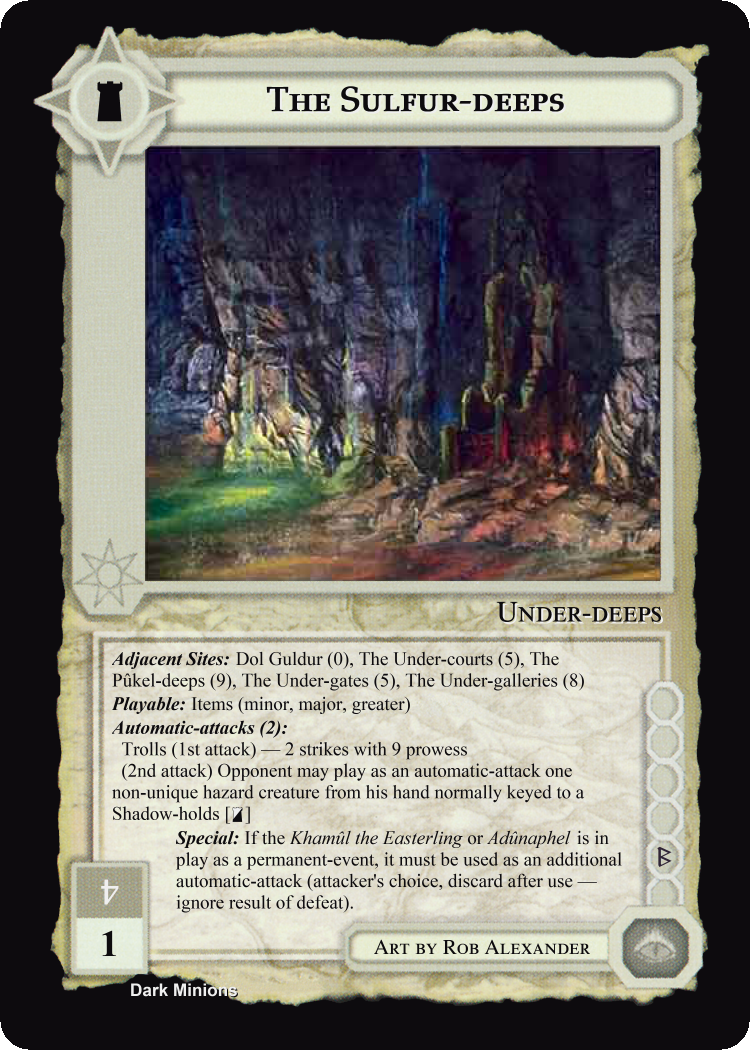 The Sulfur-deeps
Under-deeps
Adjacent Sites: Dol Guldur (0), The Under-courts (5), The
Pûkel-deeps (9), The Under-gates (5), The Under-galleries (8)
Playable: Items (minor, major, greater)
Automatic-attacks (2):
Trolls (1st attack) — 2 strikes with 9 prowess
(2nd attack) Opponent may play as an automatic-attack one
non-unique hazard creature from his hand normally keyed to a
Shadow-holds [ ]
Special: If the Khamûl the Easterling or Adûnaphel is in
play as a permanent-event, it must be used as an additional
automatic-attack (attacker's choice, discard after use —
ignore result of defeat).
4
1
Art by Rob Alexander
Dark Minions